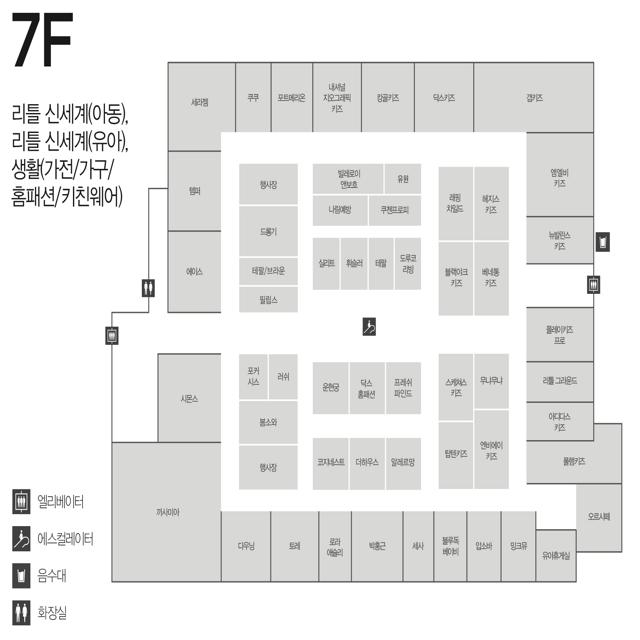 7F
리틀 신세계(아동),
리틀 신세계(유아),
생활(가전/가구/
홈패션/키친웨어)
세라젬
쿠쿠
포트메리온
내셔널
지오그래픽
키즈
캉골키즈
닥스키즈
갭키즈
템퍼
에이스
행사장
드롱기
테팔/브라운
필립스
빌레로이
앤보흐
유원
나림예방
쿠첸프로피
실리트
휘슬러
테팔
도루코
리빙
래핑
차일드
헤지스
키즈
블랙야크
키즈
베네통
키즈
엠엘비
키즈
뉴발란스
키즈
플레이키즈
프로
리틀 그라운드
아디다스
키즈
폴햄키즈
오르시떼
시몬스
까사미아
포커
시스
러쉬
봄소와
행사장
운현궁
닥스
홈패션
프레쉬
파인드
코지네스트
더하우스
알레르망
스케쳐스
키즈
무냐무냐
탑텐키즈
엔비에이
키즈
다우닝
토레
로라
애슐리
박홍근
세사
블루독
베이비
압소바
밍크뮤
유아휴게실
엘리베이터
에스컬레이터
음수대
화장실